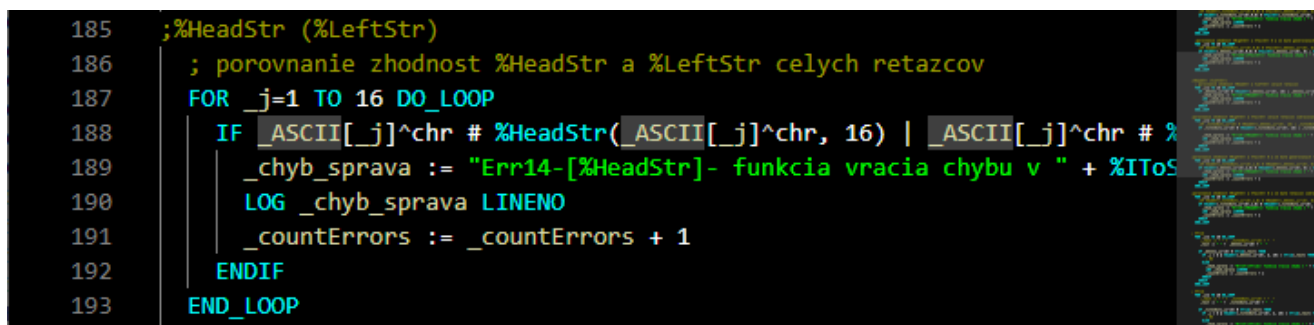 185 ;%HeadStr (%LeftStr)
186 ; porovnanie zhodnost %HeadStr a %LeftStr celych retazcov
187 FOR _j=1 TO 16 DO_LOOP
188 IF _ASCII[_j]^chr # %HeadStr(_ASCII[_j]^chr, 16) | _ASCII[_j]^chr # %
189 _chyb_sprava := "Err14-[%HeadStr]- funkcia vracia chybu v " + %IToS
190 LOG _chyb_sprava LINENO
191 _countErrors := _countErrors + 1
192 ENDIF
193 END_LOOP